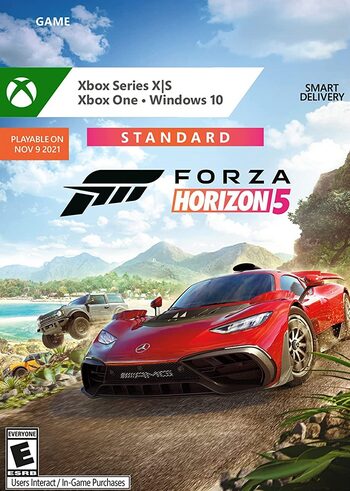 GAME
Xbox Series X|S
Xbox One • Windows 10
SMART
DELIVERY
PLAYABLE ON
NOV 9 2021
STANDARD
FORZA
HORIZON 5
EVERYONE
E
ESRB
Users Interact / In-Game Purchases